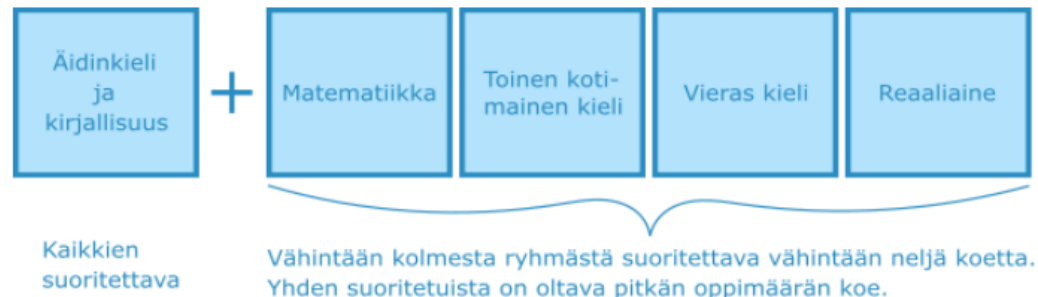 Äidinkieli
ja
kirjallisuus
+
Matematiikka
Toinen koti-
mainen kieli
Vieras kieli
Reaaliaine
Kaikkien
suoritettava
Vähintään kolmesta ryhmästä suoritettava vähintään neljä koetta.
Yhden suoritetuista on oltava pitkän oppimäärän koe.